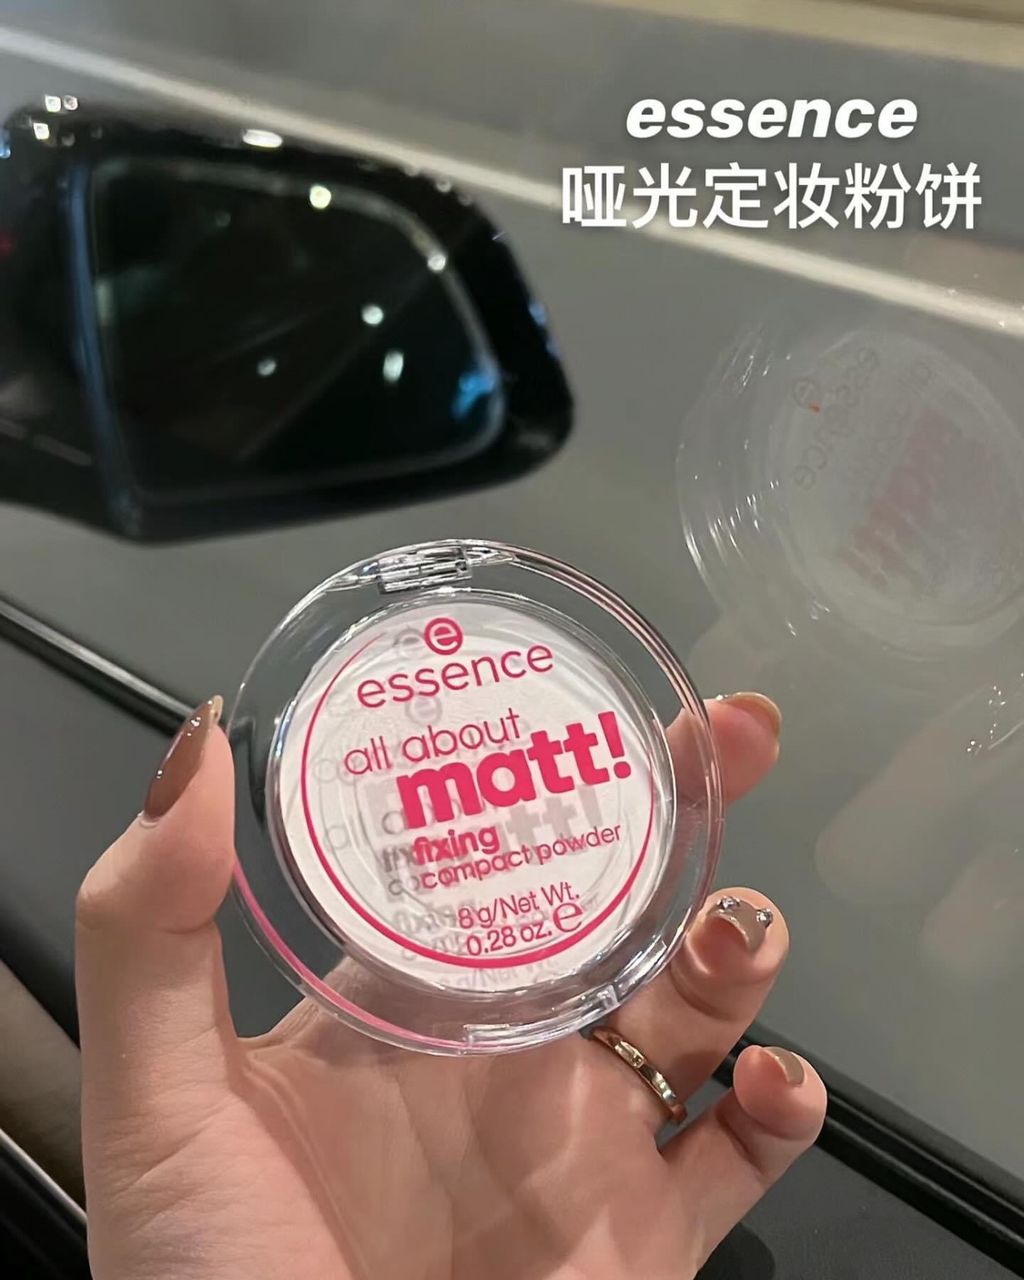 essence
哑光定妆粉饼
e
essence
all about
matt!
fixing
compact powder
8 g/Net Wt.
0.28 oz. ℮
essence